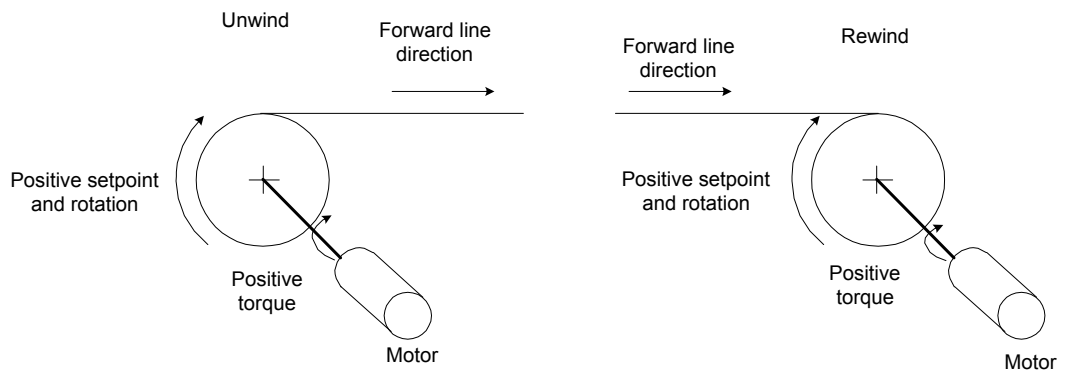 Unwind
Forward line
direction
Positive setpoint
and rotation
Positive
torque
Motor
Rewind
Forward line
direction
Positive setpoint
and rotation
Positive
torque
Motor